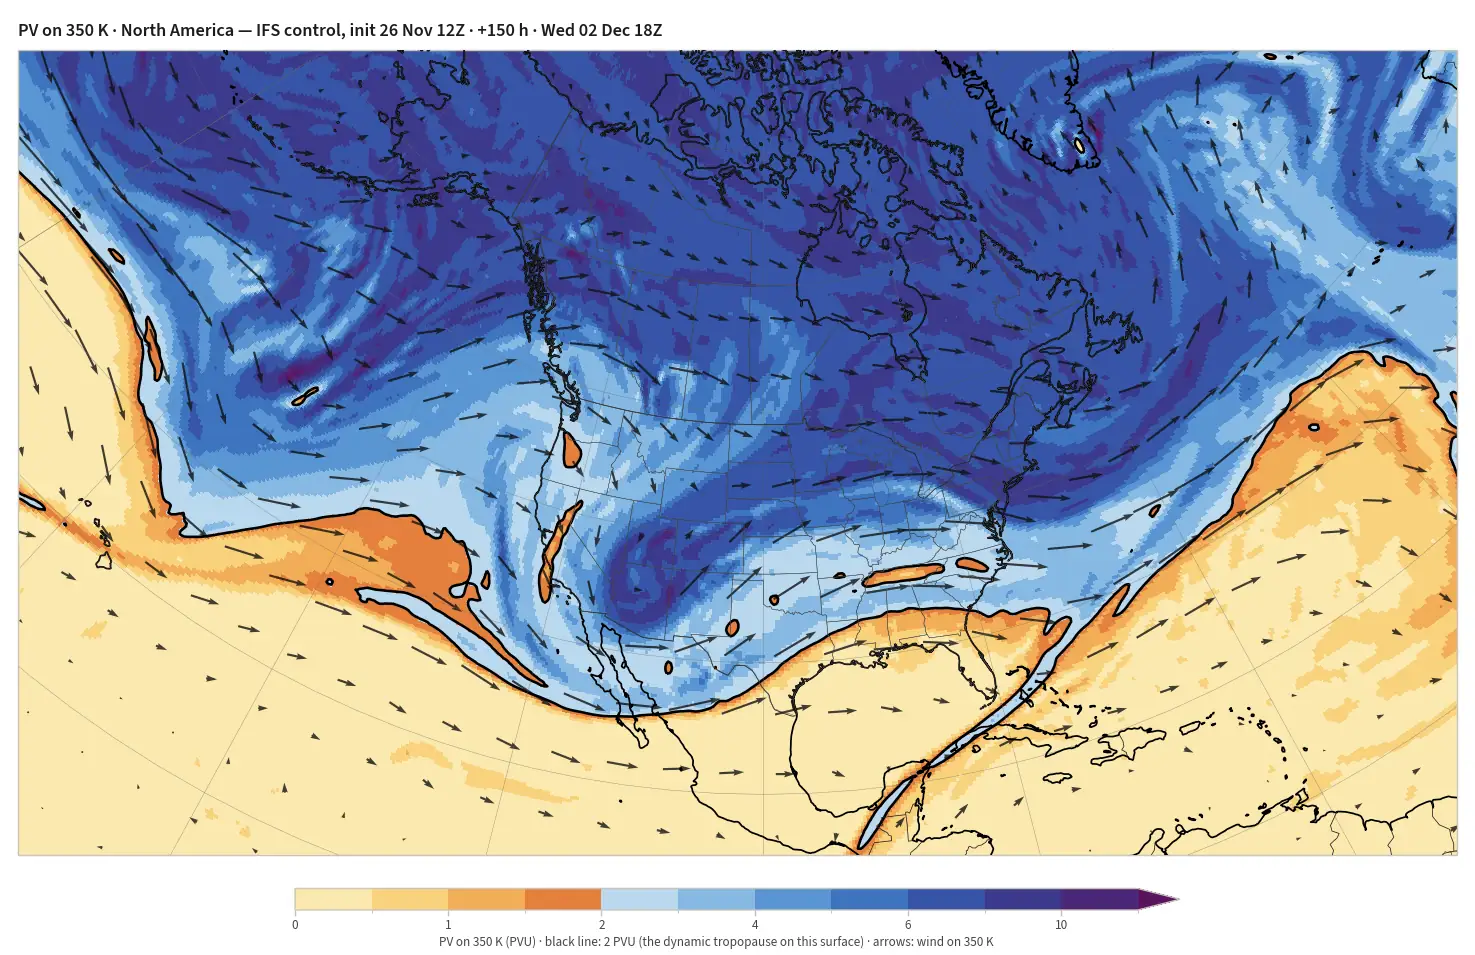 PV on 350 K · North America — IFS control, init 26 Nov 12Z · +150 h · Wed 02 Dec 18Z
0 1 2 4 6 10
PV on 350 K (PVU) · black line: 2 PVU (the dynamic tropopause on this surface) · arrows: wind on 350 K